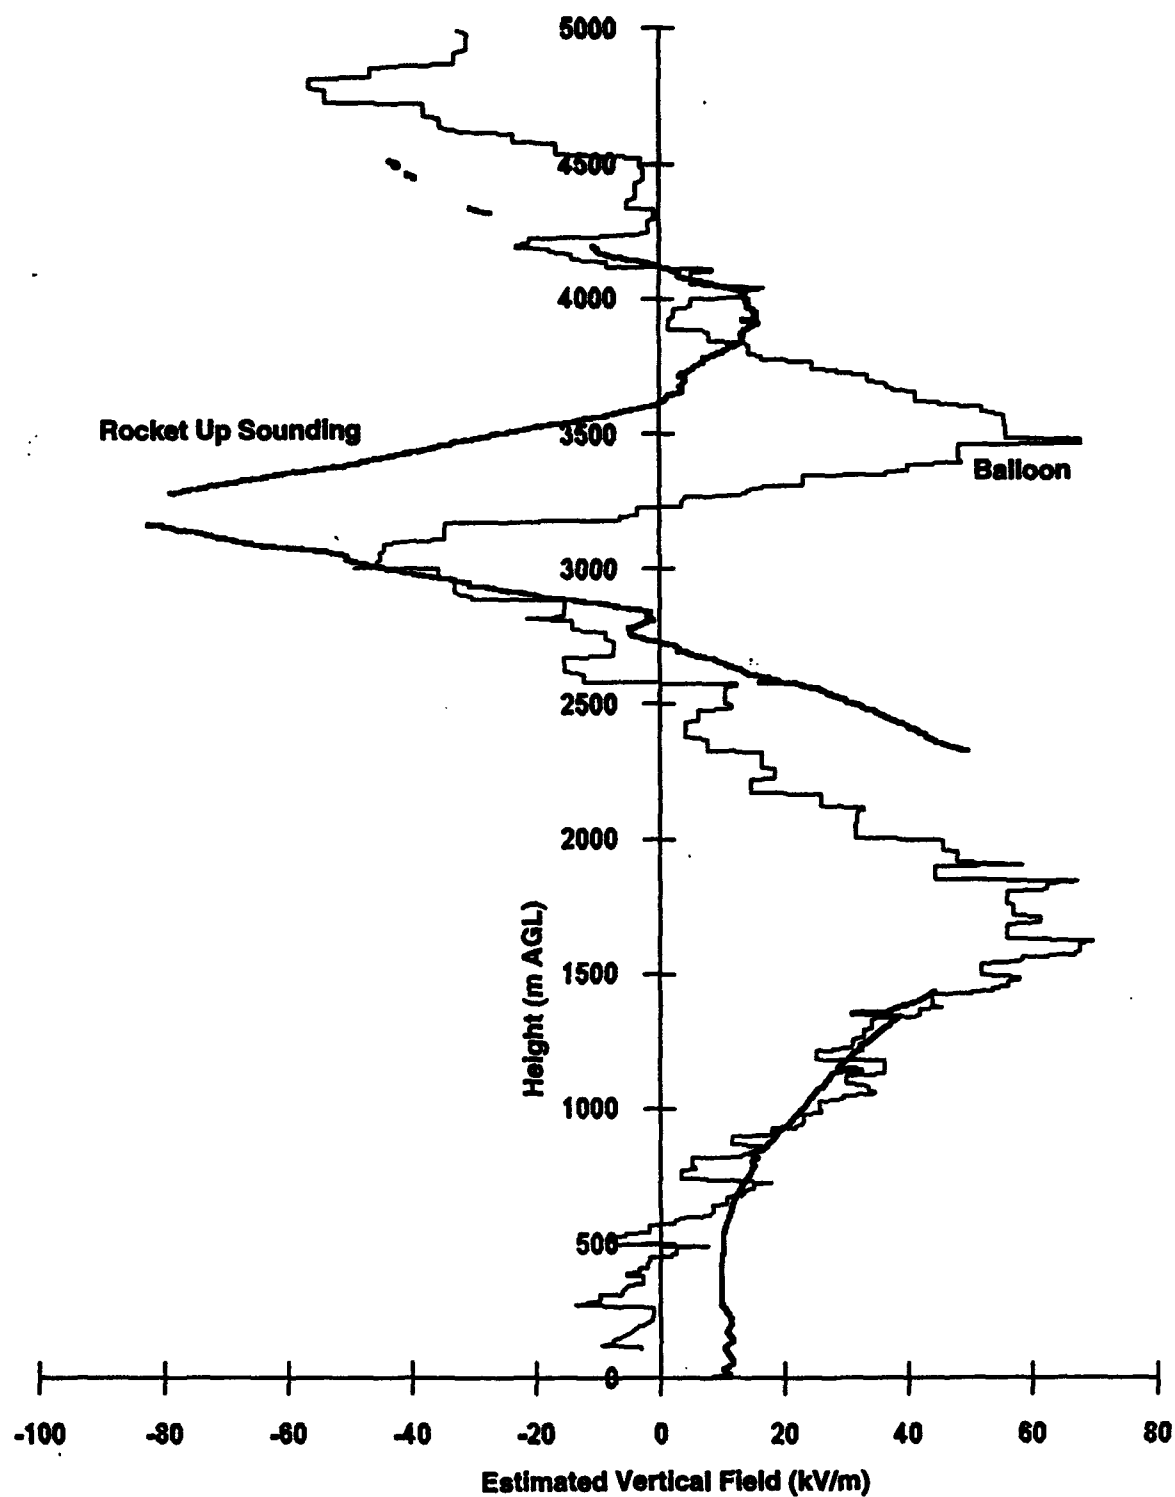 5000
4500
4000
Rocket Up Sounding
3500
Balloon
3000
2500
2000
Height (m AGL)
1500
1000
500
0
-100 -80 -60 -40 -20 0 20 40 60 80
Estimated Vertical Field (kV/m)